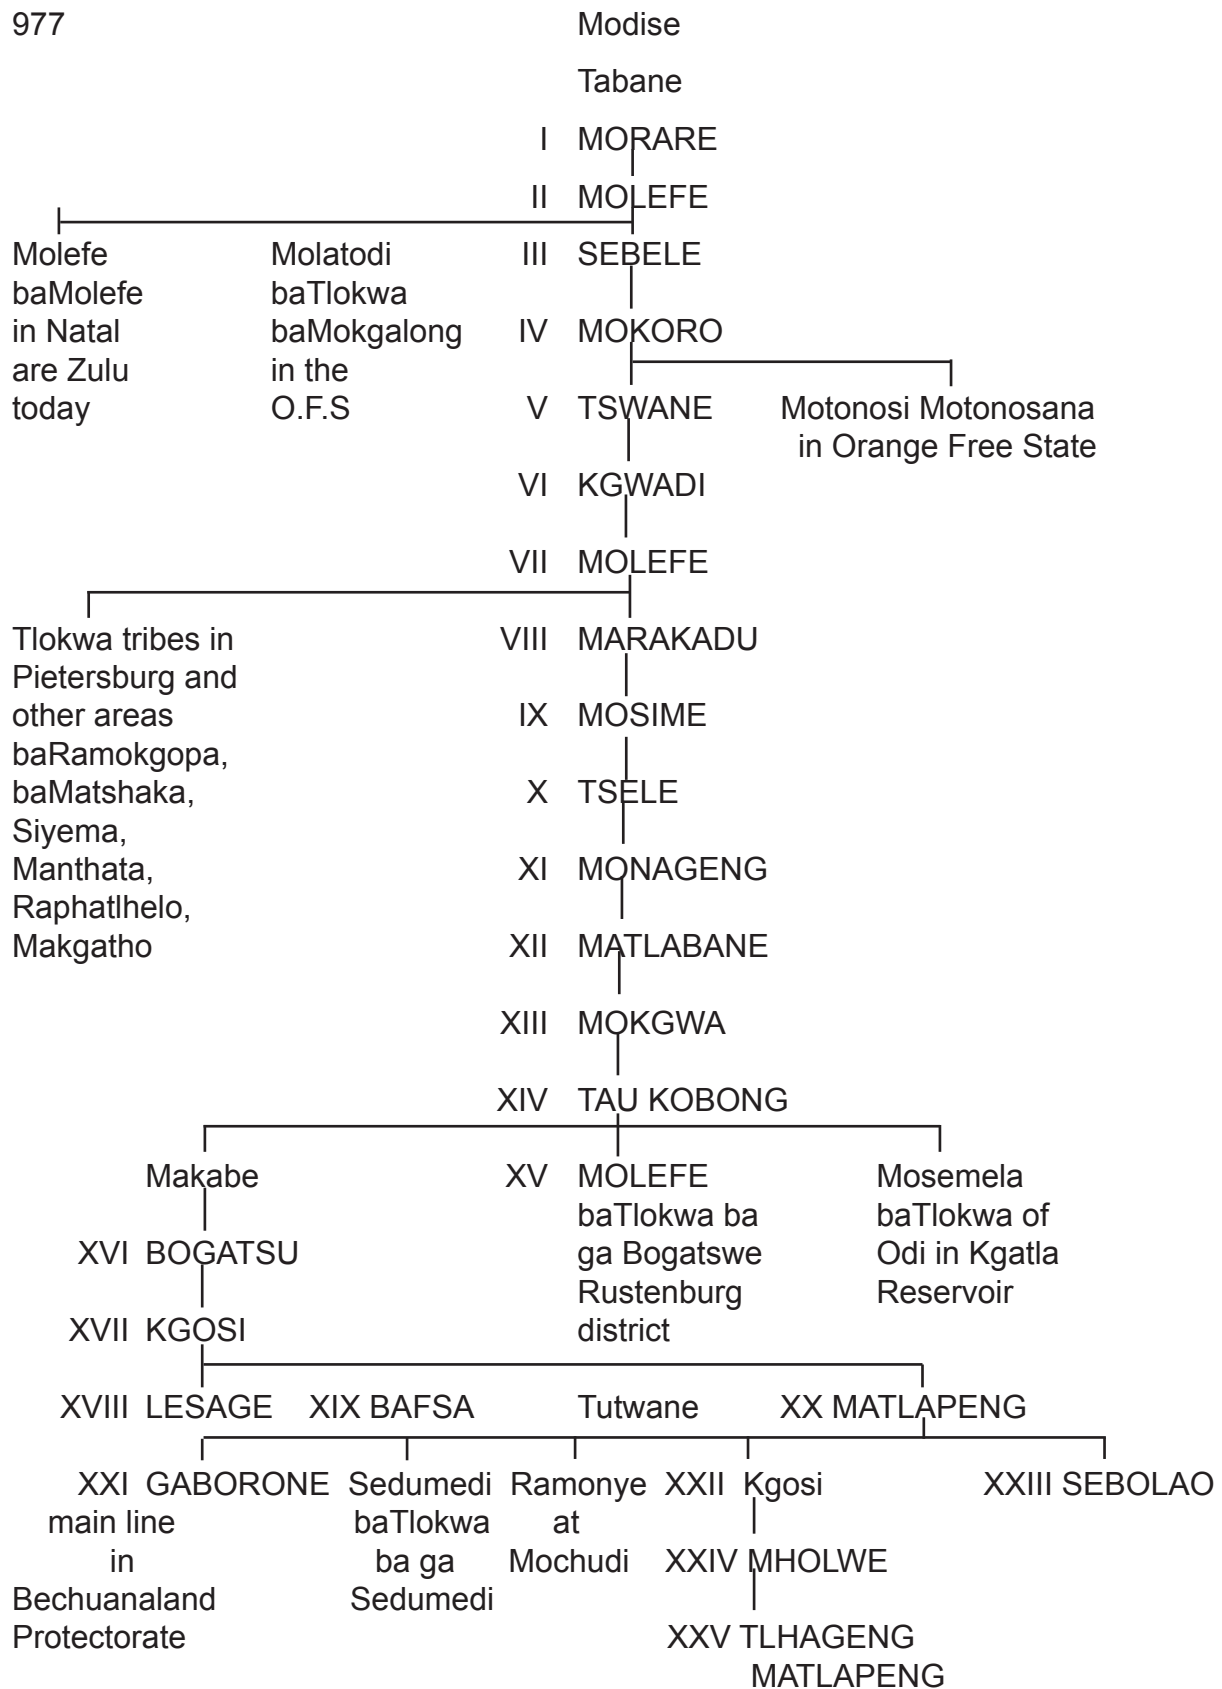 977 Modise
Tabane
I MORARE
II MOLEFE
Molefe
baMolefe
in Natal
are Zulu
today
Molatodi
baTlokwa
baMokgalong
in the
O.F.S
III SEBELE
IV MOKORO
V TSWANE
Motonosi Motonosana
in Orange Free State
VI KGWADI
VII MOLEFE
Tlokwa tribes in
Pietersburg and
other areas
baRamokgopa,
baMatshaka,
Siyema,
Manthata,
Raphatlhelo,
Makgatho
VIII MARAKADU
IX MOSIME
X TSELE
XI MONAGENG
XII MATLABANE
XIII MOKGWA
XIV TAU KOBONG
Makabe
XV MOLEFE
baTlokwa ba
ga Bogatswe
Rustenburg
district
Mosemela
baTlokwa of
Odi in Kgatla
Reservoir
XVI BOGATSU
XVII KGOSI
XVIII LESAGE XIX BAFSA Tutwane XX MATLAPENG
XXI GABORONE
main line
in
Bechuanaland
Protectorate
Sedumedi
baTlokwa
ba ga
Sedumedi
Ramonye
at
Mochudi
XXII Kgosi
XXIII SEBOLAO
XXIV MHOLWE
XXV TLHAGENG
MATLAPENG